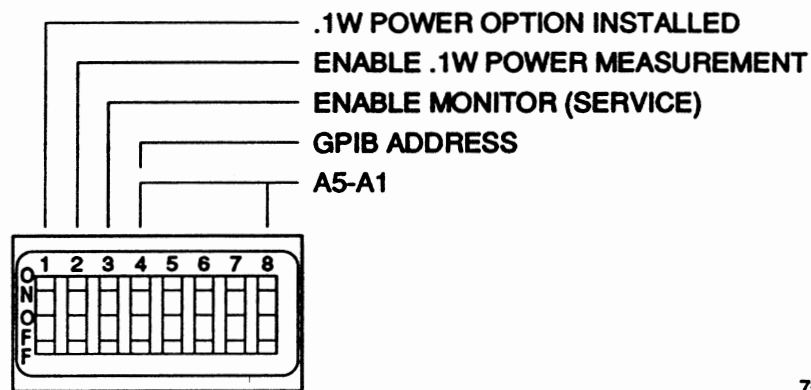 .1W POWER OPTION INSTALLED
ENABLE .1W POWER MEASUREMENT
ENABLE MONITOR (SERVICE)
GPIB ADDRESS
A5-A1
1 2 3 4 5 6 7 8
ON
OFF
7